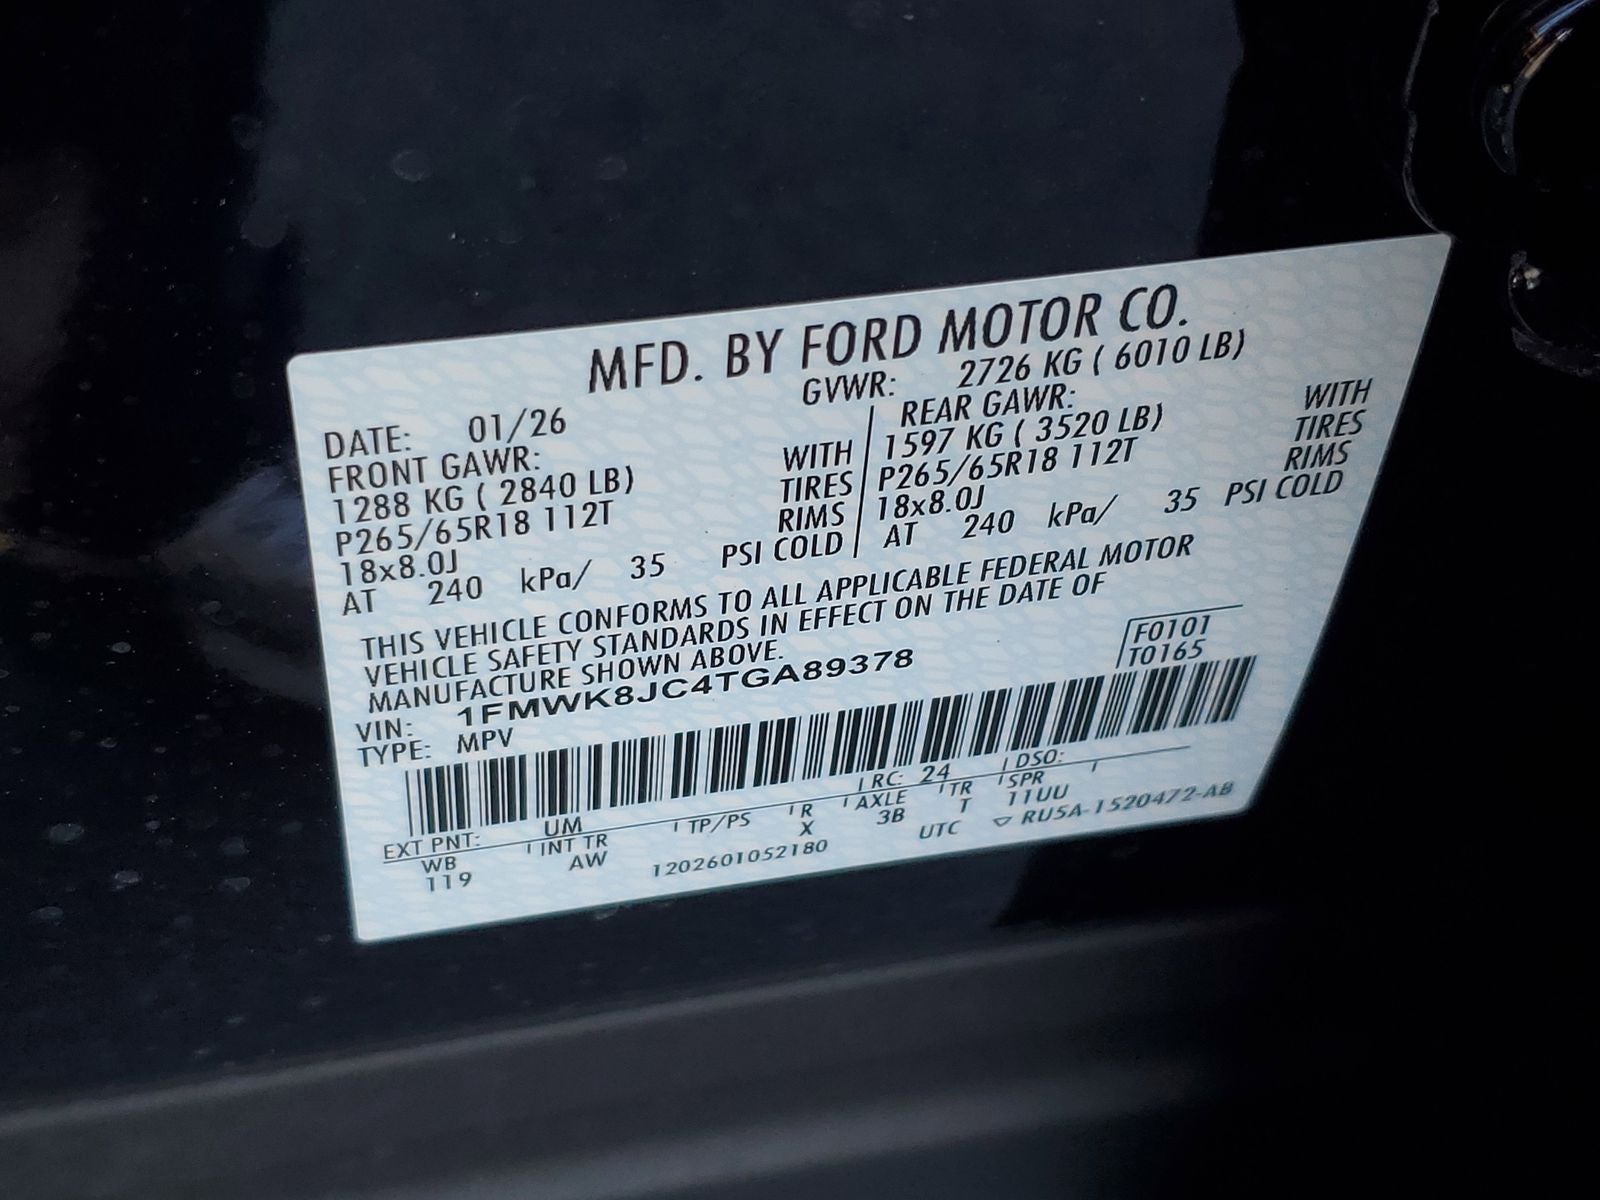 MFD. BY FORD MOTOR CO.
DATE: 01/26 GVWR: 2726 KG ( 6010 LB)
FRONT GAWR: REAR GAWR:
1288 KG ( 2840 LB) WITH 1597 KG ( 3520 LB) WITH
P265/65R18 112T TIRES P265/65R18 112T TIRES
18x8.0J RIMS 18x8.0J RIMS
AT 240 kPa/ 35 PSI COLD AT 240 kPa/ 35 PSI COLD
THIS VEHICLE CONFORMS TO ALL APPLICABLE FEDERAL MOTOR
VEHICLE SAFETY STANDARDS IN EFFECT ON THE DATE OF
MANUFACTURE SHOWN ABOVE.
F0101
T0165
VIN: 1FMWK8JC4TGA89378
TYPE: MPV
EXT PNT: UM RC: 24 DSO:
WB INT TR TP/PS R AXLE TR SPR
119 AW X 3B T 11UU
1202601052180 UTC ▽ RU5A-1520472-AB